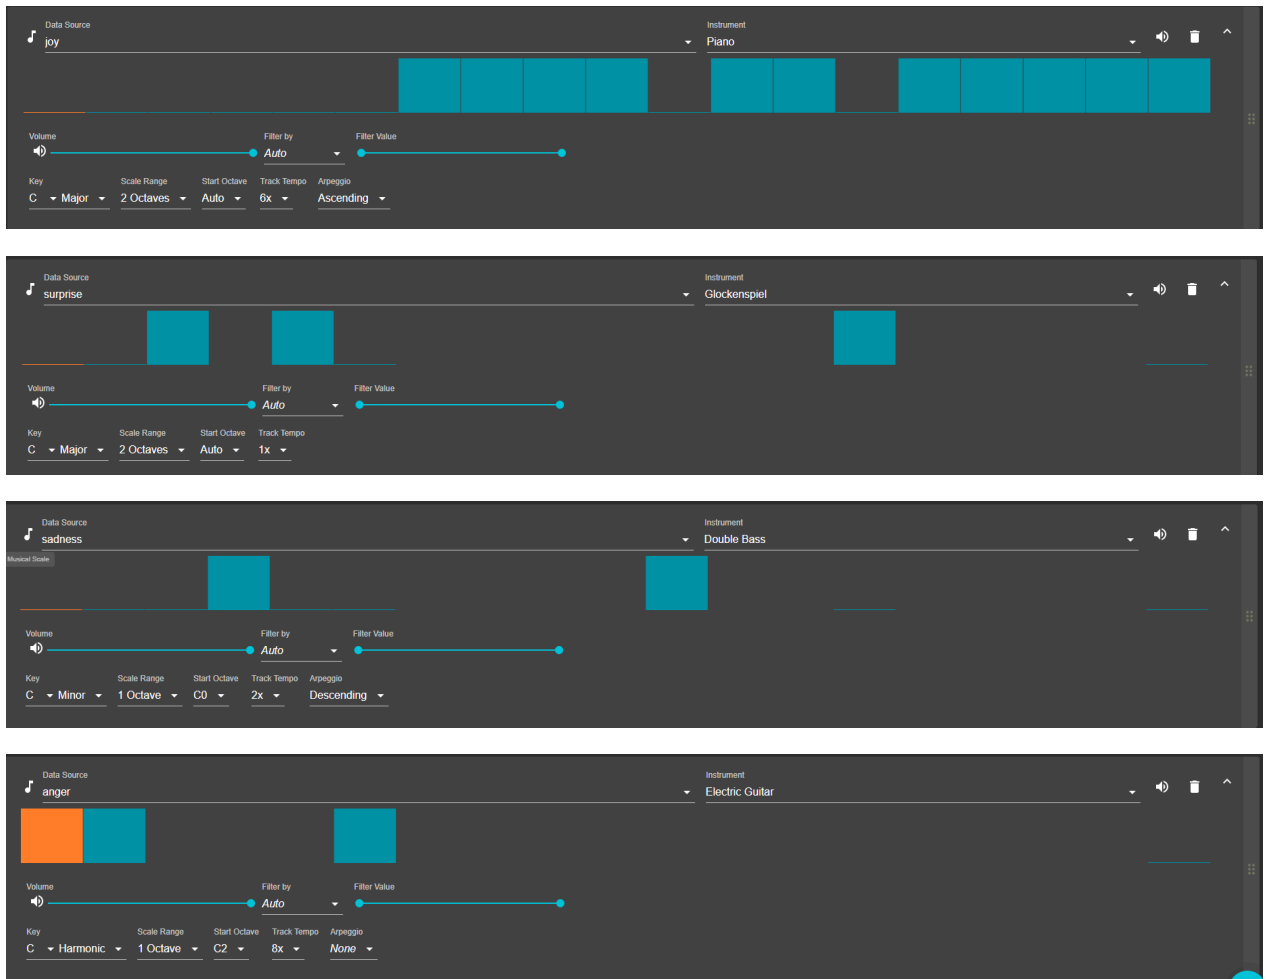 Data Source Instrument
joy Piano
Volume Filter by Filter Value
Auto
Key Scale Range Start Octave Track Tempo Arpeggio
C Major 2 Octaves Auto 6x Ascending
Data Source Instrument
surprise Glockenspiel
Volume Filter by Filter Value
Auto
Key Scale Range Start Octave Track Tempo
C Major 2 Octaves Auto 1x
Data Source Instrument
sadness Double Bass
Musical Scale
Volume Filter by Filter Value
Auto
Key Scale Range Start Octave Track Tempo Arpeggio
C Minor 1 Octave C0 2x Descending
Data Source Instrument
anger Electric Guitar
Volume Filter by Filter Value
Auto
Key Scale Range Start Octave Track Tempo Arpeggio
C Harmonic 1 Octave C2 8x None